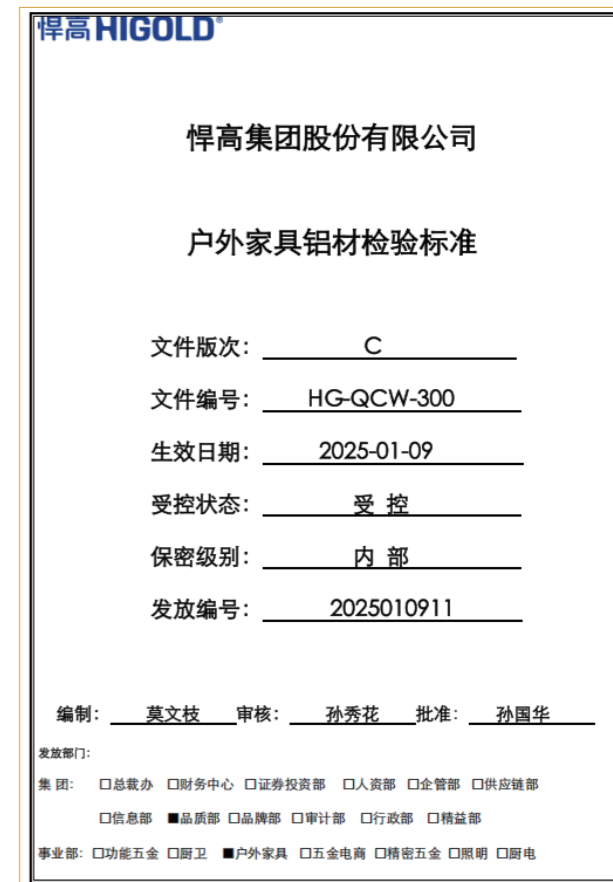 悍高HIGOLD®
悍高集团股份有限公司
户外家具铝材检验标准
文件版次: C
文件编号: HG-QCW-300
生效日期: 2025-01-09
受控状态: 受 控
保密级别: 内 部
发放编号: 2025010911
编制: 莫文枝 审核: 孙秀花 批准: 孙国华
发放部门:
集 团: □总裁办 □财务中心 □证券投资部 □人资部 □企管部 □供应链部
□信息部 ■品质部 □品牌部 □审计部 □行政部 □精益部
事业部: □功能五金 □厨卫 ■户外家具 □五金电商 □精密五金 □照明 □厨电